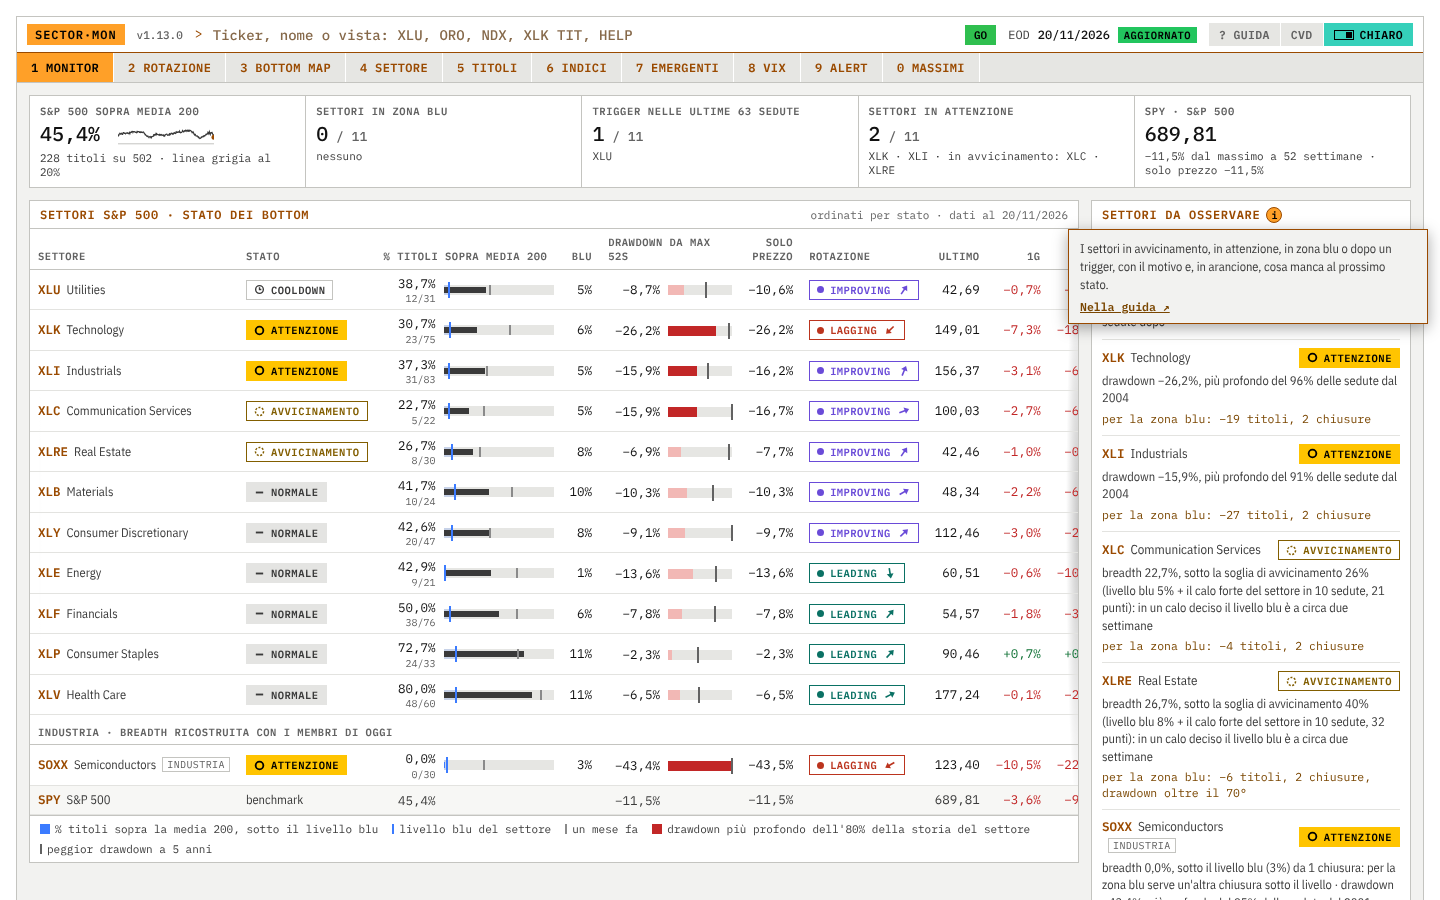 SECTOR·MON v1.13.0 > Ticker, nome o vista: XLU, ORO, NDX, XLK TIT, HELP GO EOD 20/11/2026 AGGIORNATO ? GUIDA CVD CHIARO
1 MONITOR 2 ROTAZIONE 3 BOTTOM MAP 4 SETTORE 5 TITOLI 6 INDICI 7 EMERGENTI 8 VIX 9 ALERT 0 MASSIMI
S&P 500 SOPRA MEDIA 200
45,4%
228 titoli su 502 · linea grigia al
20%
SETTORI IN ZONA BLU
0 / 11
nessuno
TRIGGER NELLE ULTIME 63 SEDUTE
1 / 11
XLU
SETTORI IN ATTENZIONE
2 / 11
XLK · XLI · in avvicinamento: XLC ·
XLRE
SPY · S&P 500
689,81
−11,5% dal massimo a 52 settimane ·
solo prezzo −11,5%
SETTORI S&P 500 · STATO DEI BOTTOM ordinati per stato · dati al 20/11/2026
SETTORE STATO % TITOLI SOPRA MEDIA 200 BLU DRAWDOWN DA MAX 52S SOLO PREZZO ROTAZIONE ULTIMO 1G
XLU Utilities COOLDOWN 38,7% 12/31 5% −8,7% −10,6% IMPROVING 42,69 −0,7%
XLK Technology ATTENZIONE 30,7% 23/75 6% −26,2% −26,2% LAGGING 149,01 −7,3% −18
XLI Industrials ATTENZIONE 37,3% 31/83 5% −15,9% −16,2% IMPROVING 156,37 −3,1% −6
XLC Communication Services AVVICINAMENTO 22,7% 5/22 5% −15,9% −16,7% IMPROVING 100,03 −2,7% −6
XLRE Real Estate AVVICINAMENTO 26,7% 8/30 8% −6,9% −7,7% IMPROVING 42,46 −1,0% −0
XLB Materials NORMALE 41,7% 10/24 10% −10,3% −10,3% IMPROVING 48,34 −2,2% −6
XLY Consumer Discretionary NORMALE 42,6% 20/47 8% −9,1% −9,7% IMPROVING 112,46 −3,0% −2
XLE Energy NORMALE 42,9% 9/21 1% −13,6% −13,6% LEADING 60,51 −0,6% −10
XLF Financials NORMALE 50,0% 38/76 6% −7,8% −7,8% LEADING 54,57 −1,8% −3
XLP Consumer Staples NORMALE 72,7% 24/33 11% −2,3% −2,3% LEADING 90,46 +0,7% +0
XLV Health Care NORMALE 80,0% 48/60 11% −6,5% −6,5% LEADING 177,24 −0,1% −2
INDUSTRIA · BREADTH RICOSTRUITA CON I MEMBRI DI OGGI
SOXX Semiconductors INDUSTRIA ATTENZIONE 0,0% 0/30 3% −43,4% −43,5% LAGGING 123,40 −10,5% −22
SPY S&P 500 benchmark 45,4% −11,5% −11,5% 689,81 −3,6% −9
% titoli sopra la media 200, sotto il livello blu livello blu del settore un mese fa drawdown più profondo dell'80% della storia del settore
peggior drawdown a 5 anni
SETTORI DA OSSERVARE i
I settori in avvicinamento, in attenzione, in zona blu o dopo un
trigger, con il motivo e, in arancione, cosa manca al prossimo
stato.
Nella guida ↗
sedute dopo
XLK Technology ATTENZIONE
drawdown −26,2%, più profondo del 96% delle sedute dal
2004
per la zona blu: −19 titoli, 2 chiusure
XLI Industrials ATTENZIONE
drawdown −15,9%, più profondo del 91% delle sedute dal
2004
per la zona blu: −27 titoli, 2 chiusure
XLC Communication Services AVVICINAMENTO
breadth 22,7%, sotto la soglia di avvicinamento 26%
(livello blu 5% + il calo forte del settore in 10 sedute, 21
punti): in un calo deciso il livello blu è a circa due
settimane
per la zona blu: −4 titoli, 2 chiusure
XLRE Real Estate AVVICINAMENTO
breadth 26,7%, sotto la soglia di avvicinamento 40%
(livello blu 8% + il calo forte del settore in 10 sedute, 32
punti): in un calo deciso il livello blu è a circa due
settimane
per la zona blu: −6 titoli, 2 chiusure,
drawdown oltre il 70°
SOXX Semiconductors ATTENZIONE
INDUSTRIA
breadth 0,0%, sotto il livello blu (3%) da 1 chiusura: per la
zona blu serve un'altra chiusura sotto il livello · drawdown